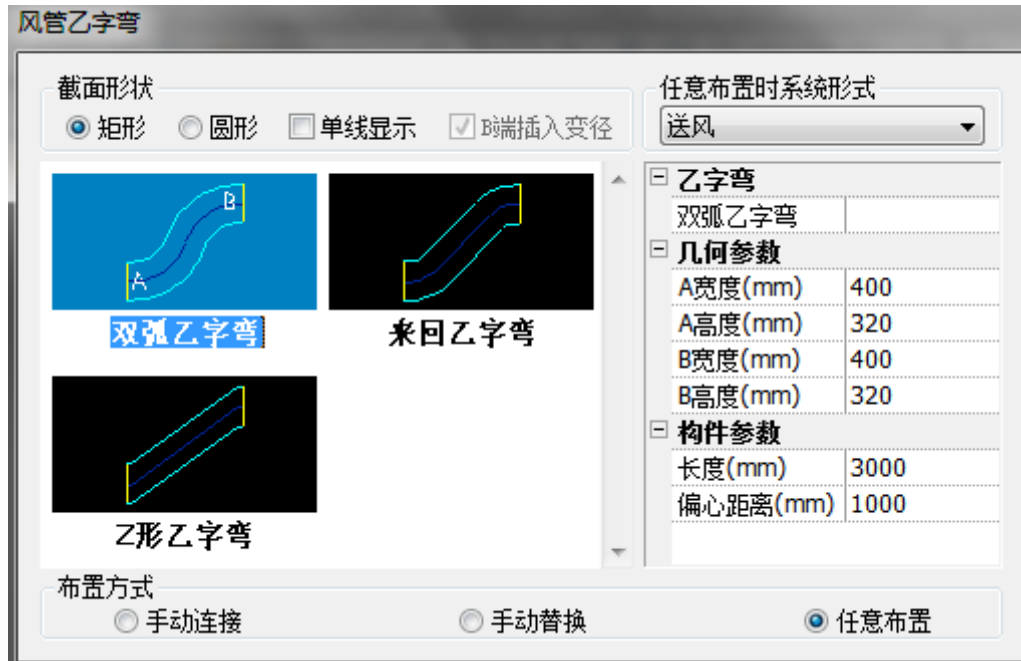 风管乙字弯
截面形状
矩形 圆形 单线显示 B端插入变径
任意布置时系统形式
送风
A B
双弧乙字弯
来回乙字弯
Z形乙字弯
乙字弯
双弧乙字弯
几何参数
A宽度(mm) 400
A高度(mm) 320
B宽度(mm) 400
B高度(mm) 320
构件参数
长度(mm) 3000
偏心距离(mm) 1000
布置方式
手动连接 手动替换 任意布置